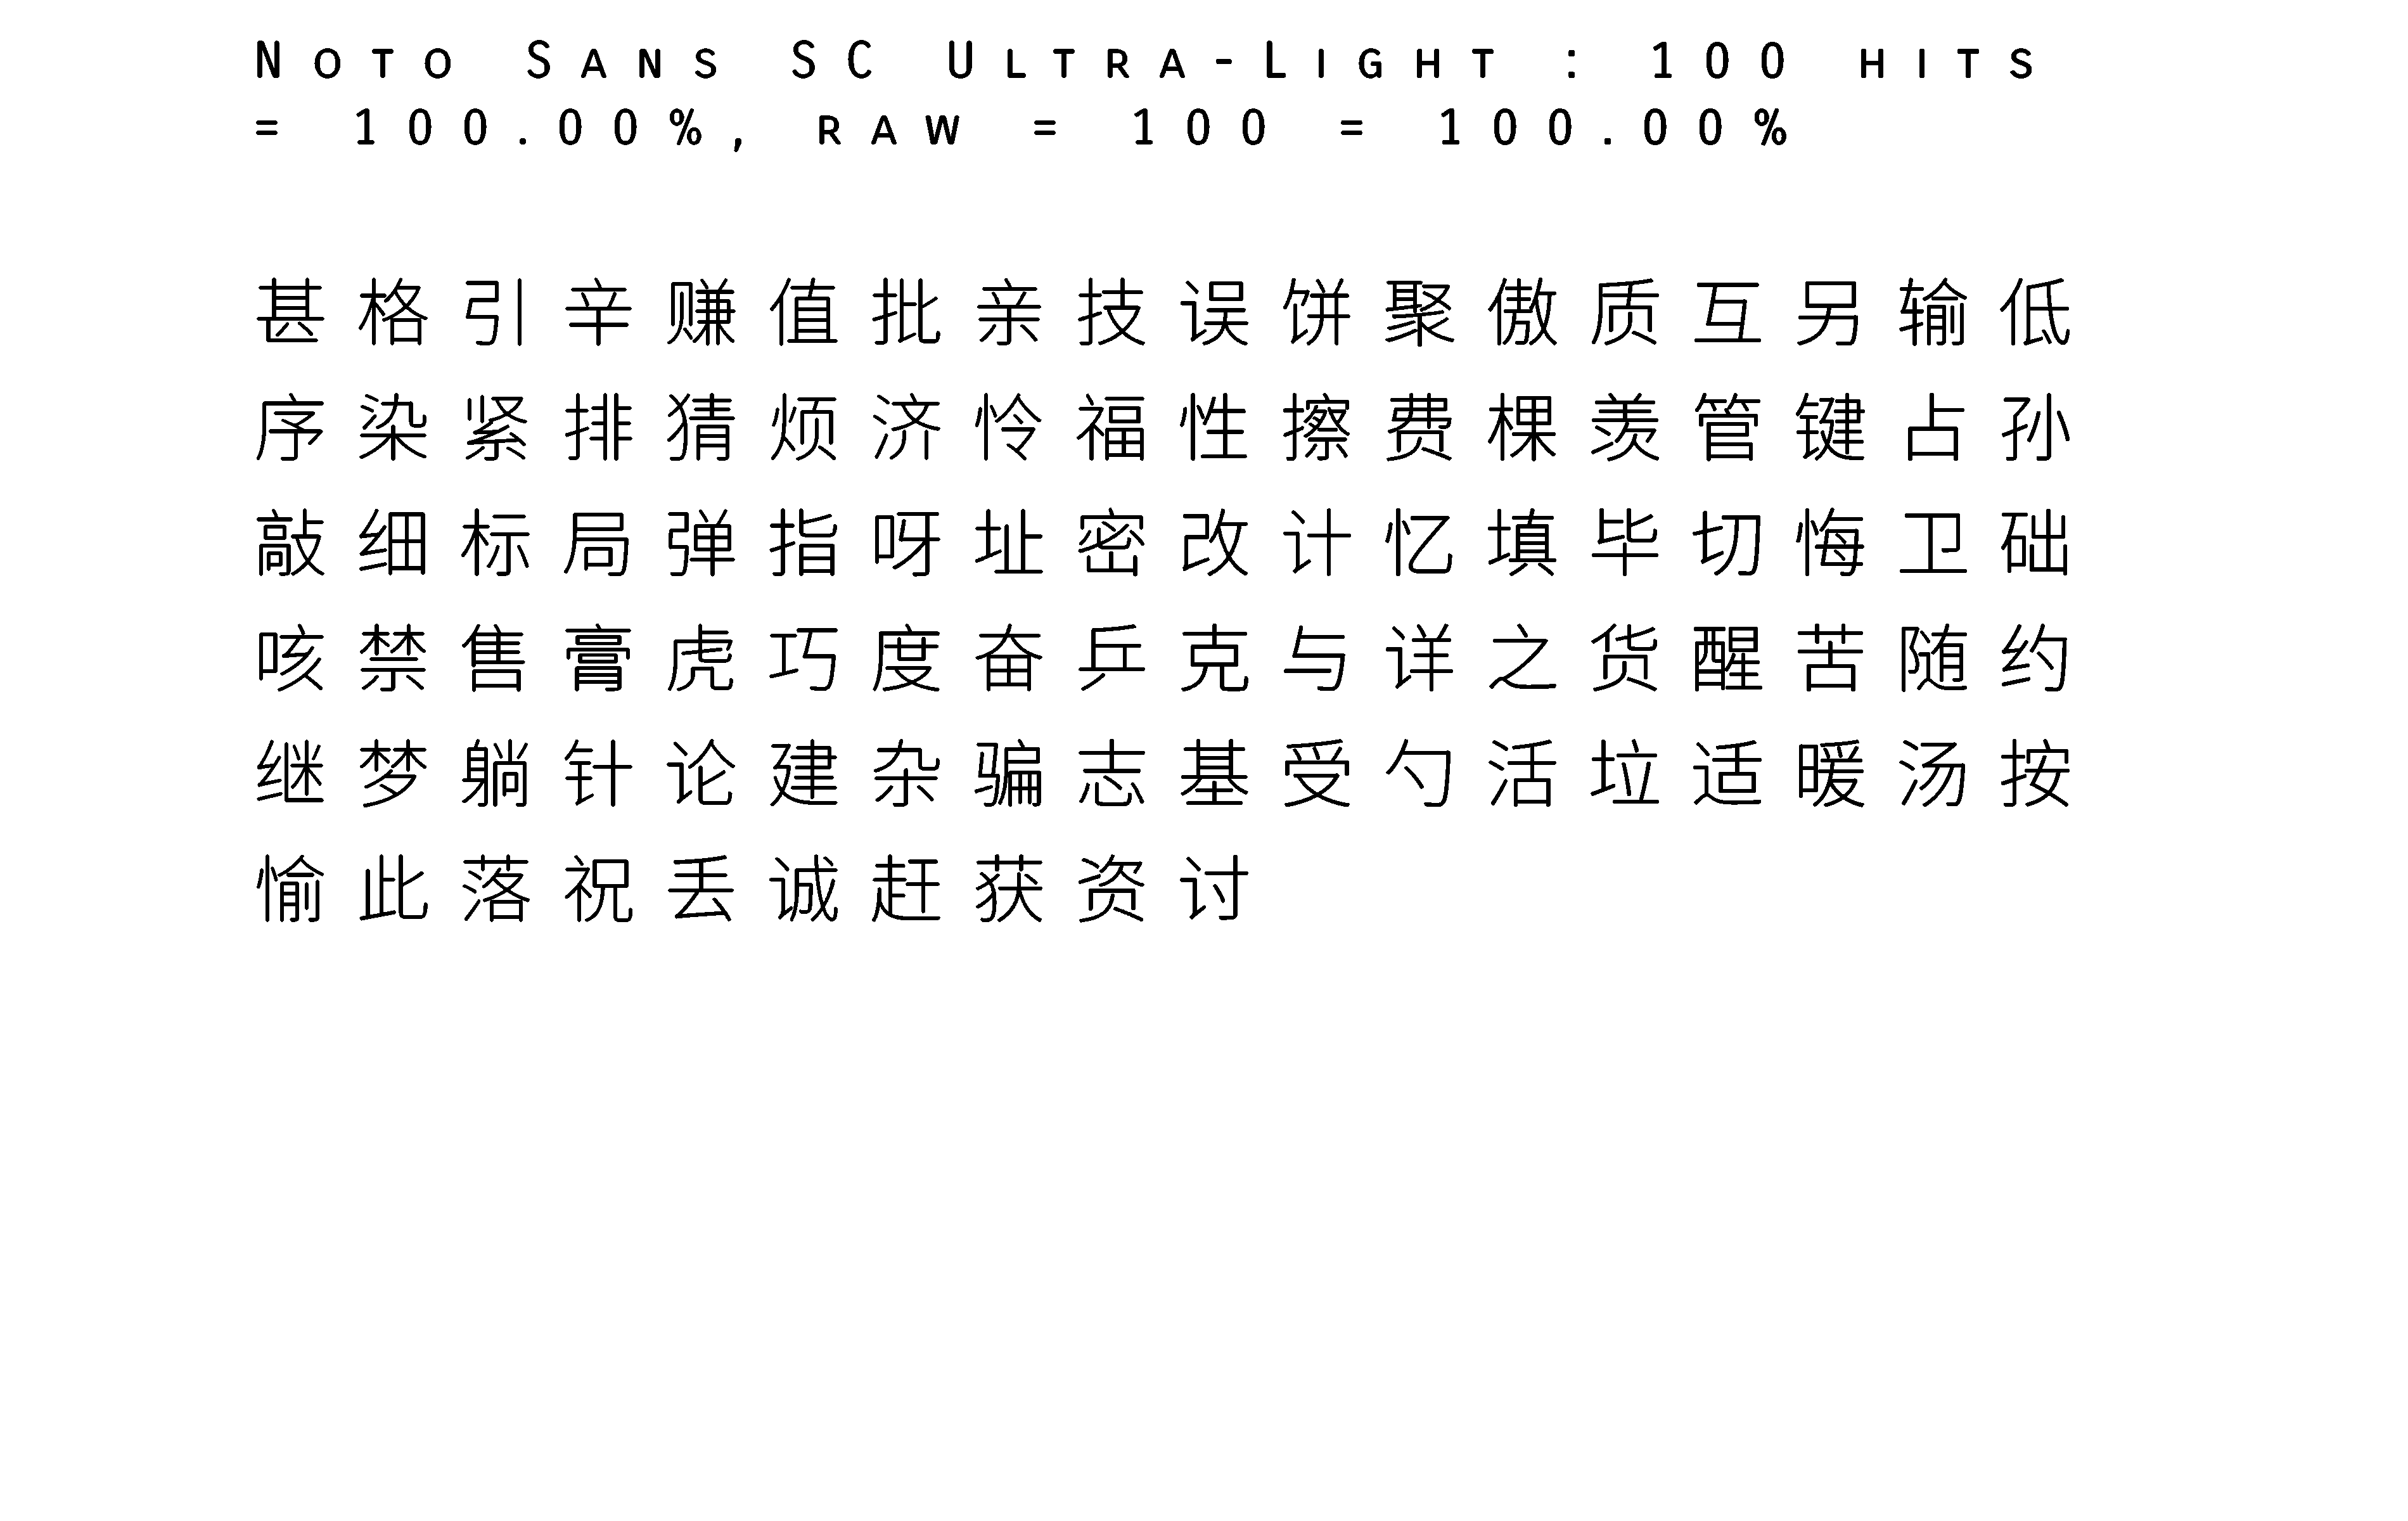 Noto Sans SC Ultra-Light : 100 hits
= 100.00%, raw = 100 = 100.00%
甚格引辛赚值批亲技误饼聚傲质互另输低
序染紧排猜烦济怜福性擦费棵羡管键占孙
敲细标局弹指呀址密改计忆填毕切悔卫础
咳禁售膏虎巧度奋乒克与详之货醒苦随约
继梦躺针论建杂骗志基受勺活垃适暖汤按
愉此落祝丢诚赶获资讨